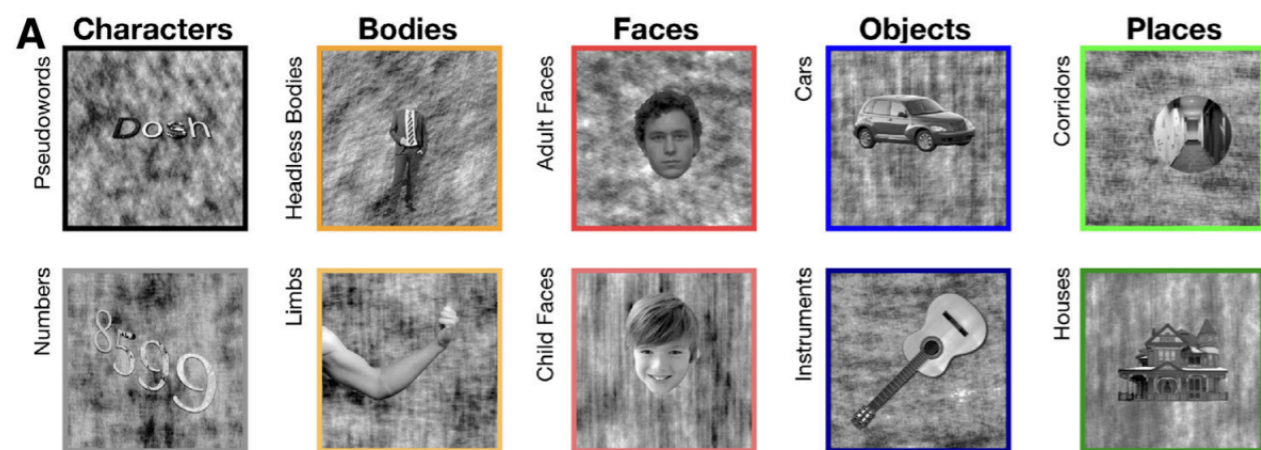 A
Characters Bodies Faces Objects Places
Pseudowords Headless Bodies Adult Faces Cars Corridors
Dosh
Numbers Limbs Child Faces Instruments Houses
8599